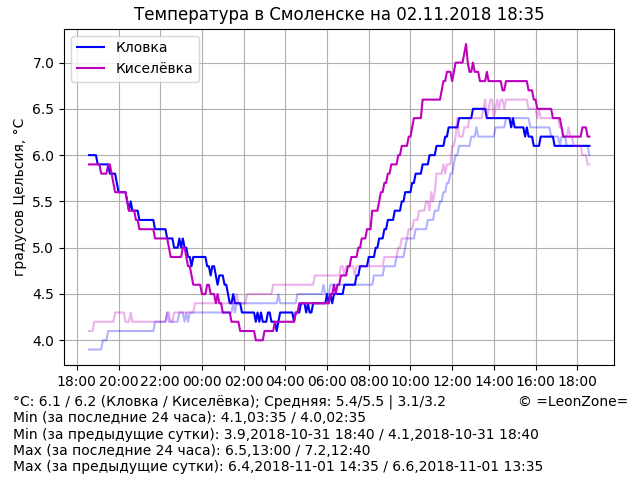 Температура в Смоленске на 02.11.2018 18:35
Кловка
Киселёвка
градусов Цельсия, °C
7.0
6.5
6.0
5.5
5.0
4.5
4.0
18:00 20:00 22:00 00:00 02:00 04:00 06:00 08:00 10:00 12:00 14:00 16:00 18:00
°C: 6.1 / 6.2 (Кловка / Киселёвка); Средняя: 5.4/5.5 | 3.1/3.2
© =LeonZone=
Min (за последние 24 часа): 4.1,03:35 / 4.0,02:35
Min (за предыдущие сутки): 3.9,2018-10-31 18:40 / 4.1,2018-10-31 18:40
Max (за последние 24 часа): 6.5,13:00 / 7.2,12:40
Max (за предыдущие сутки): 6.4,2018-11-01 14:35 / 6.6,2018-11-01 13:35